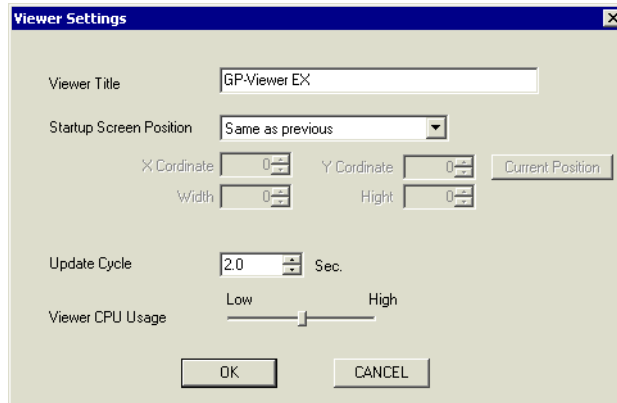 Viewer Settings
Viewer Title GP-Viewer EX
Startup Screen Position Same as previous
X Cordinate 0 Y Cordinate 0 Current Position
Width 0 Hight 0
Update Cycle 2.0 Sec.
Low High
Viewer CPU Usage
OK CANCEL